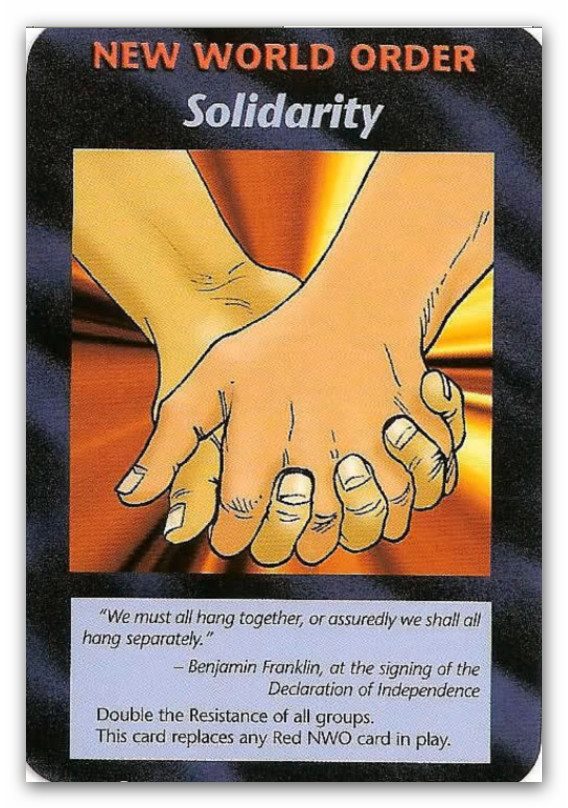 NEW WORLD ORDER
Solidarity
"We must all hang together, or assuredly we shall all
hang separately."
– Benjamin Franklin, at the signing of the
Declaration of Independence
Double the Resistance of all groups.
This card replaces any Red NWO card in play.